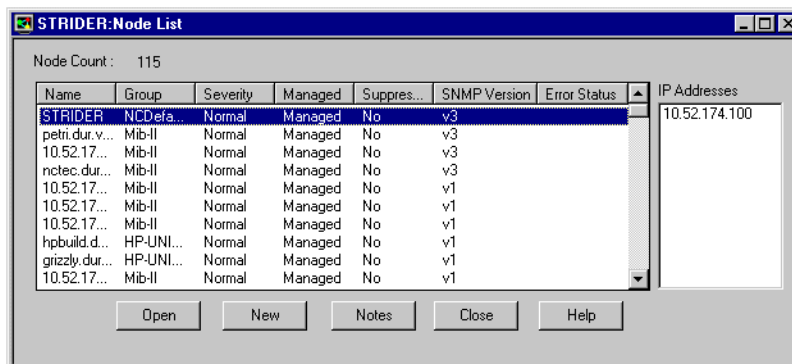 STRIDER:Node List
Node Count : 115
Name Group Severity Managed Suppres... SNMP Version Error Status IP Addresses
STRIDER NCDefa... Normal Managed No v3 10.52.174.100
petri.dur.v... Mib-II Normal Managed No v3
10.52.17... Mib-II Normal Managed No v3
nctec.dur... Mib-II Normal Managed No v3
10.52.17... Mib-II Normal Managed No v1
10.52.17... Mib-II Normal Managed No v1
10.52.17... Mib-II Normal Managed No v1
hpbuild.d... HP-UNI... Normal Managed No v1
grizzly.dur... HP-UNI... Normal Managed No v1
10.52.17... Mib-II Normal Managed No v1
Open New Notes Close Help